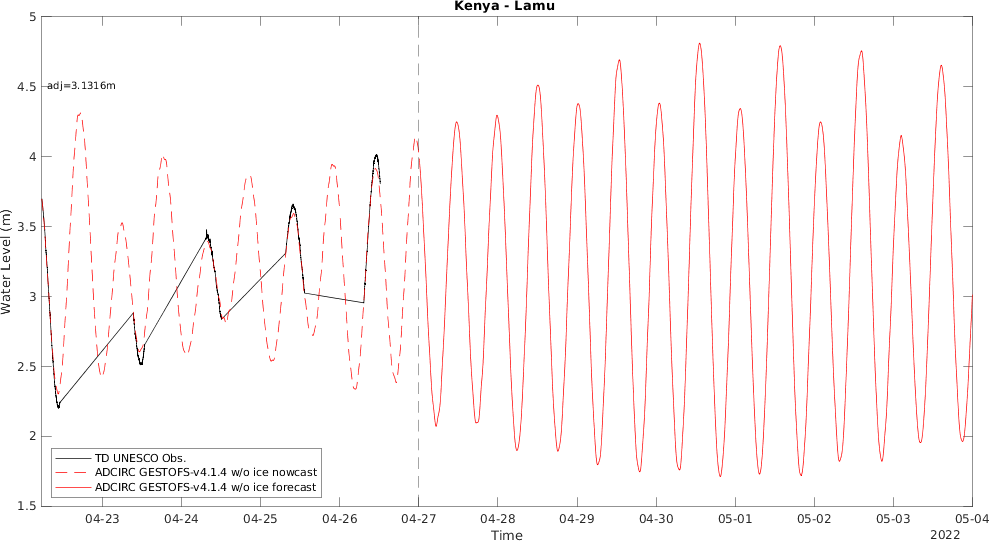 Kenya - Lamu
5
4.5
4
3.5
3
2.5
2
1.5
Water Level (m)
adj=3.1316m
TD UNESCO Obs.
ADCIRC GESTOFS-v4.1.4 w/o ice nowcast
ADCIRC GESTOFS-v4.1.4 w/o ice forecast
04-23 04-24 04-25 04-26 04-27 04-28 04-29 04-30 05-01 05-02 05-03 05-04
Time
2022